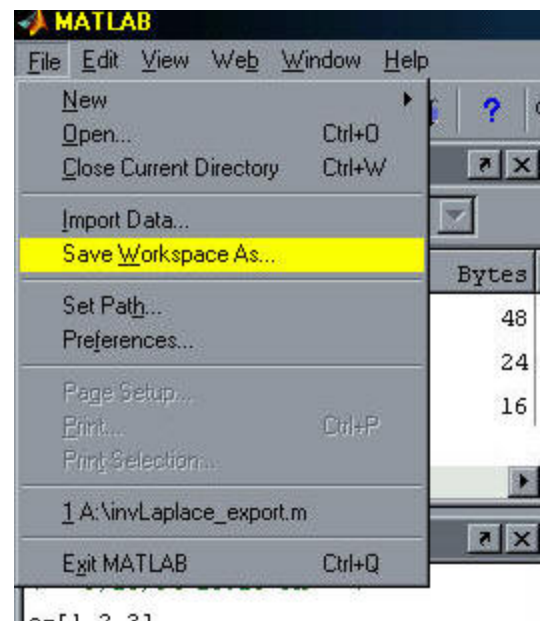 MATLAB
File Edit View Web Window Help
New
Open... Ctrl+O
Close Current Directory Ctrl+W
Import Data...
Save Workspace As...
Set Path...
Preferences...
Page Setup...
Print... Ctrl+P
Print Selection...
1 A:\invLaplace_export.m
Exit MATLAB Ctrl+Q
?
Bytes
48
24
16